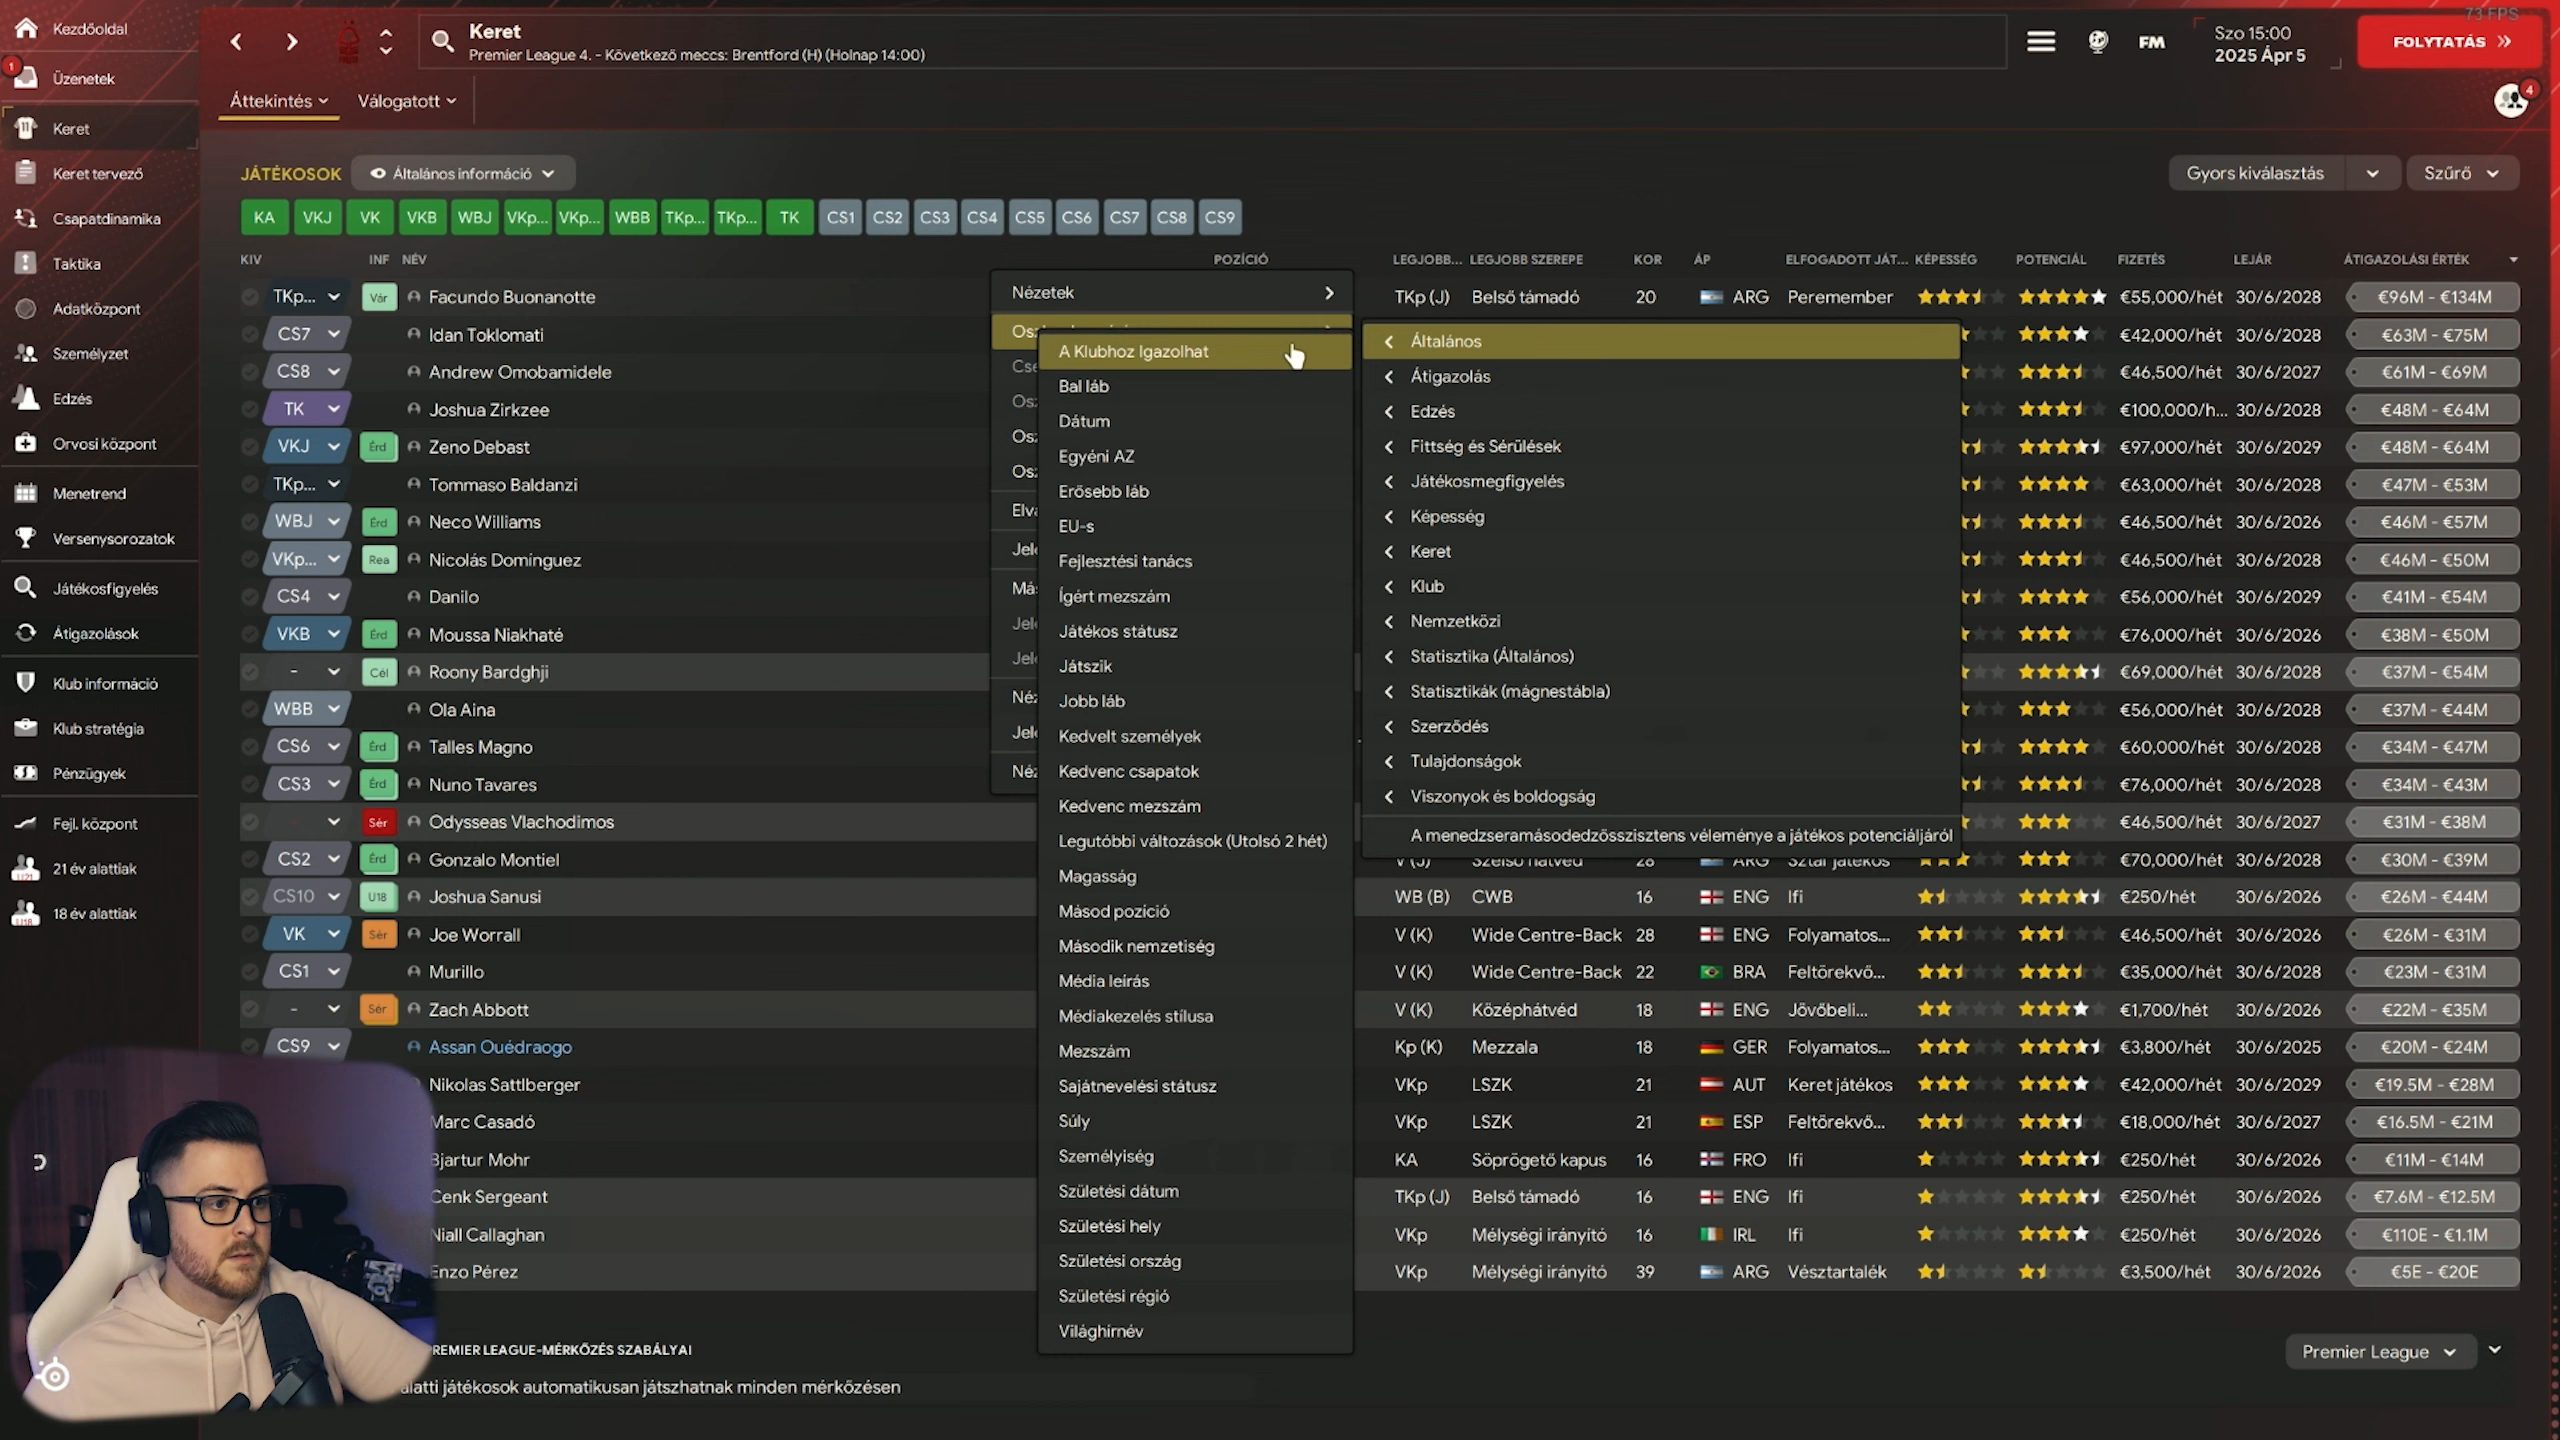 73 FPS
Kezdőoldal
Üzenetek
1
Keret
Keret tervező
Csapatdinamika
Taktika
Adatközpont
Személyzet
Edzés
Orvosi központ
Menetrend
Versenysorozatok
Játékosfigyelés
Átigazolások
Klub információ
Klub stratégia
Pénzügyek
Fejl. központ
21 év alattiak
18 év alattiak
Keret
Premier League 4. - Következő meccs: Brentford (H) (Holnap 14:00)
FM
Szo 15:00
2025 Ápr 5
FOLYTATÁS
4
Áttekintés Válogatott
JÁTÉKOSOK Általános információ
Gyors kiválasztás Szűrő
KA VKJ VK VKB WBJ VKp... VKp... WBB TKp... TKp... TK CS1 CS2 CS3 CS4 CS5 CS6 CS7 CS8 CS9
KIV INF NÉV POZÍCIÓ LEGJOBB... LEGJOBB SZEREPE KOR ÁP ELFOGADOTT JÁT... KÉPESSÉG POTENCIÁL FIZETÉS LEJÁR ÁTIGAZOLÁSI ÉRTÉK
TKp... Vár Facundo Buonanotte TKp (J) Belső támadó 20 ARG Peremember €55,000/hét 30/6/2028 €96M - €134M
CS7 Idan Toklomati €42,000/hét 30/6/2028 €63M - €75M
CS8 Andrew Omobamidele €46,500/hét 30/6/2027 €61M - €69M
TK Joshua Zirkzee €100,000/h... 30/6/2028 €48M - €64M
VKJ Érd Zeno Debast €97,000/hét 30/6/2029 €48M - €64M
TKp... Tommaso Baldanzi €63,000/hét 30/6/2028 €47M - €53M
WBJ Érd Neco Williams €46,500/hét 30/6/2026 €46M - €57M
VKp... Rea Nicolás Domínguez €46,500/hét 30/6/2028 €46M - €50M
CS4 Danilo €56,000/hét 30/6/2029 €41M - €54M
VKB Érd Moussa Niakhaté €76,000/hét 30/6/2026 €38M - €50M
- Cél Roony Bardghji €69,000/hét 30/6/2028 €37M - €54M
WBB Ola Aina €56,000/hét 30/6/2028 €37M - €44M
CS6 Érd Talles Magno €60,000/hét 30/6/2028 €34M - €47M
CS3 Érd Nuno Tavares €76,000/hét 30/6/2028 €34M - €43M
Sér Odysseas Vlachodimos €46,500/hét 30/6/2027 €31M - €38M
CS2 Érd Gonzalo Montiel V (J) Szélső hátvéd 28 ARG Sztár játékos €70,000/hét 30/6/2028 €30M - €39M
CS10 U18 Joshua Sanusi WB (B) CWB 16 ENG Ifi €250/hét 30/6/2026 €26M - €44M
VK Sér Joe Worrall V (K) Wide Centre-Back 28 ENG Folyamatos... €46,500/hét 30/6/2026 €26M - €31M
CS1 Murillo V (K) Wide Centre-Back 22 BRA Feltörekvő... €35,000/hét 30/6/2028 €23M - €31M
- Sér Zach Abbott V (K) Középhátvéd 18 ENG Jövőbeli... €1,700/hét 30/6/2026 €22M - €35M
CS9 Assan Ouédraogo Kp (K) Mezzala 18 GER Folyamatos... €3,800/hét 30/6/2025 €20M - €24M
Nikolas Sattlberger VKp LSZK 21 AUT Keret játékos €42,000/hét 30/6/2029 €19.5M - €28M
Marc Casadó VKp LSZK 21 ESP Feltörekvő... €18,000/hét 30/6/2027 €16.5M - €21M
Bjartur Mohr KA Söprögető kapus 16 FRO Ifi €250/hét 30/6/2026 €11M - €14M
Cenk Sergeant TKp (J) Belső támadó 16 ENG Ifi €250/hét 30/6/2026 €7.6M - €12.5M
Niall Callaghan VKp Mélységi irányító 16 IRL Ifi €250/hét 30/6/2026 €110E - €1.1M
Enzo Pérez VKp Mélységi irányító 39 ARG Vésztartalék €3,500/hét 30/6/2026 €5E - €20E
Nézetek
Osz
Cse
Osz
Osz
Osz
Elva
Jele
Más
Jele
Jele
Néz
Jele
Néz
A Klubhoz Igazolhat
Bal láb
Dátum
Egyéni AZ
Erősebb láb
EU-s
Fejlesztési tanács
Ígért mezszám
Játékos státusz
Játszik
Jobb láb
Kedvelt személyek
Kedvenc csapatok
Kedvenc mezszám
Legutóbbi változások (Utolsó 2 hét)
Magasság
Másod pozíció
Második nemzetiség
Média leírás
Médiakezelés stílusa
Mezszám
Sajátnevelési státusz
Súly
Személyiség
Születési dátum
Születési hely
Születési ország
Születési régió
Világhírnév
Általános
Átigazolás
Edzés
Fittség és Sérülések
Játékosmegfigyelés
Képesség
Keret
Klub
Nemzetközi
Statisztika (Általános)
Statisztikák (mágnestábla)
Szerződés
Tulajdonságok
Viszonyok és boldogság
A menedzseramásodedzősszisztens véleménye a játékos potenciáljáról
REMIER LEAGUE-MÉRKŐZÉS SZABÁLYAI
alatti játékosok automatikusan játszhatnak minden mérkőzésen
Premier League